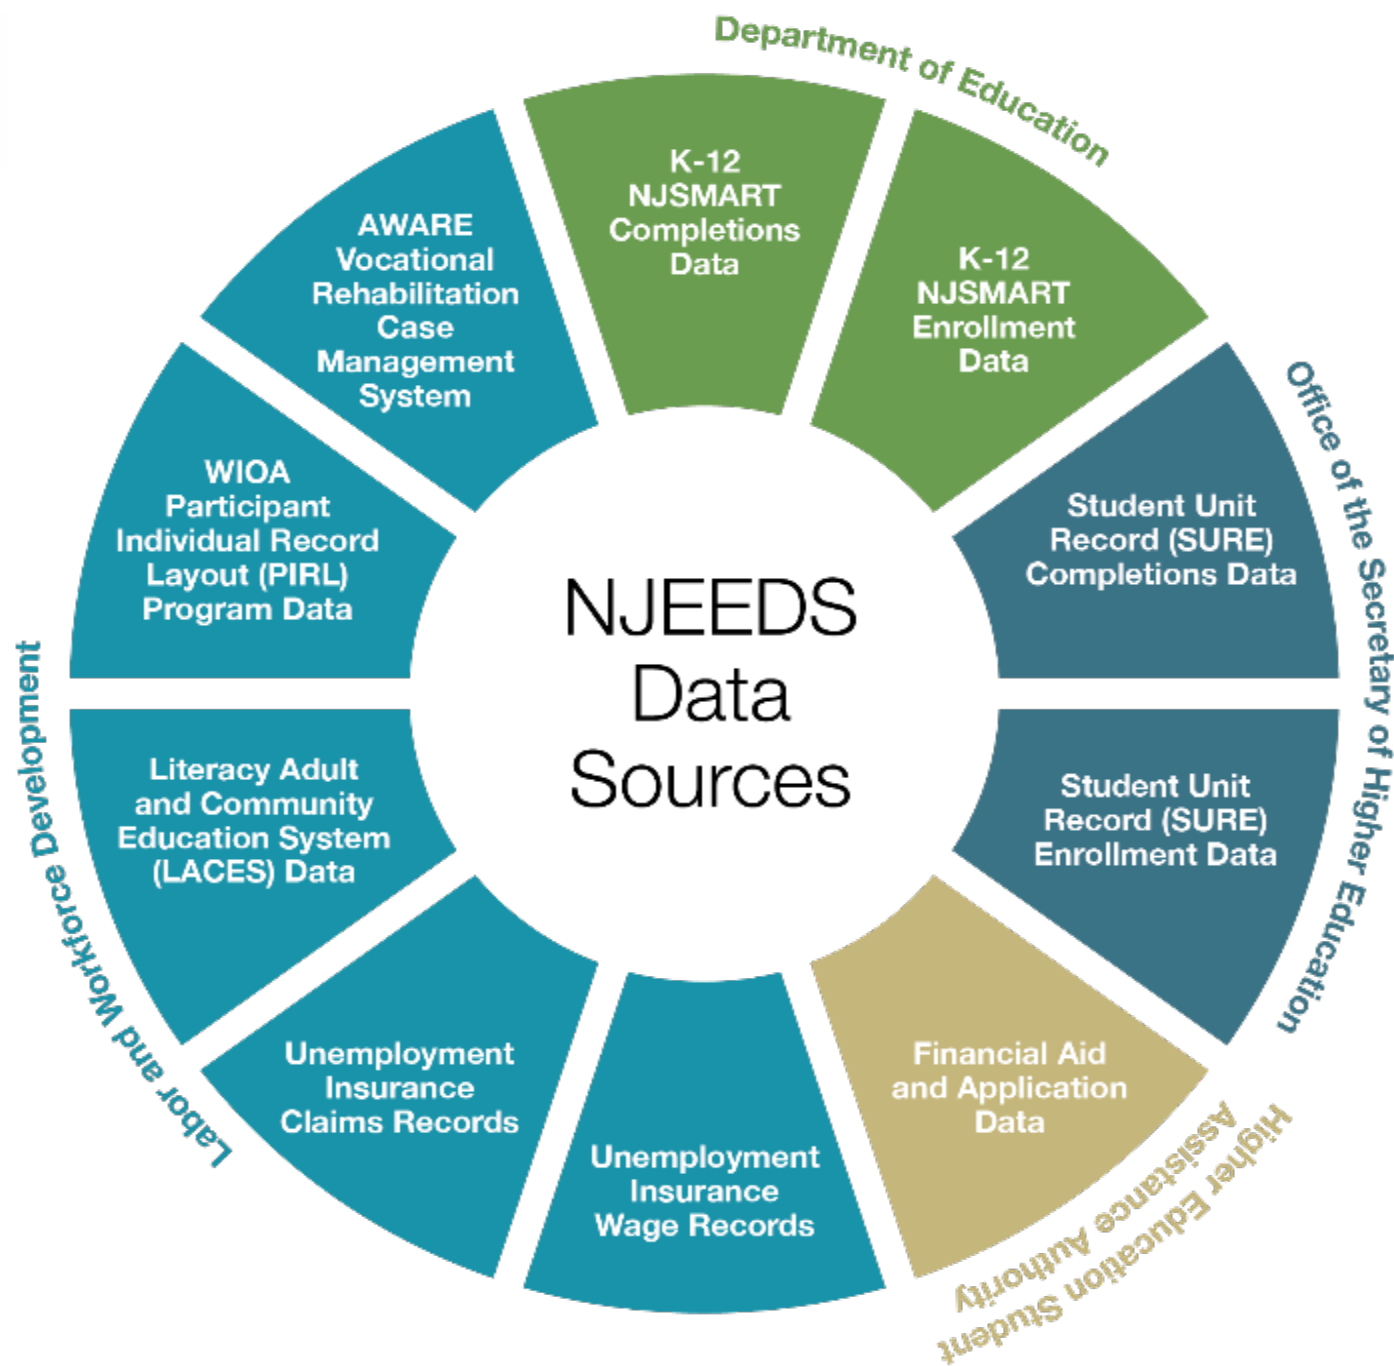 Department of Education
K-12
NJSMART
Completions
Data
K-12
NJSMART
Enrollment
Data
Office of the Secretary of Higher Education
Student Unit
Record (SURE)
Completions Data
Student Unit
Record (SURE)
Enrollment Data
Higher Education Student
Assistance Authority
Financial Aid
and Application
Data
Unemployment
Insurance
Wage Records
Unemployment
Insurance
Claims Records
Labor and Workforce Development
Literacy Adult
and Community
Education System
(LACES) Data
WIOA
Participant
Individual Record
Layout (PIRL)
Program Data
AWARE
Vocational
Rehabilitation
Case
Management
System
NJEEDS
Data
Sources